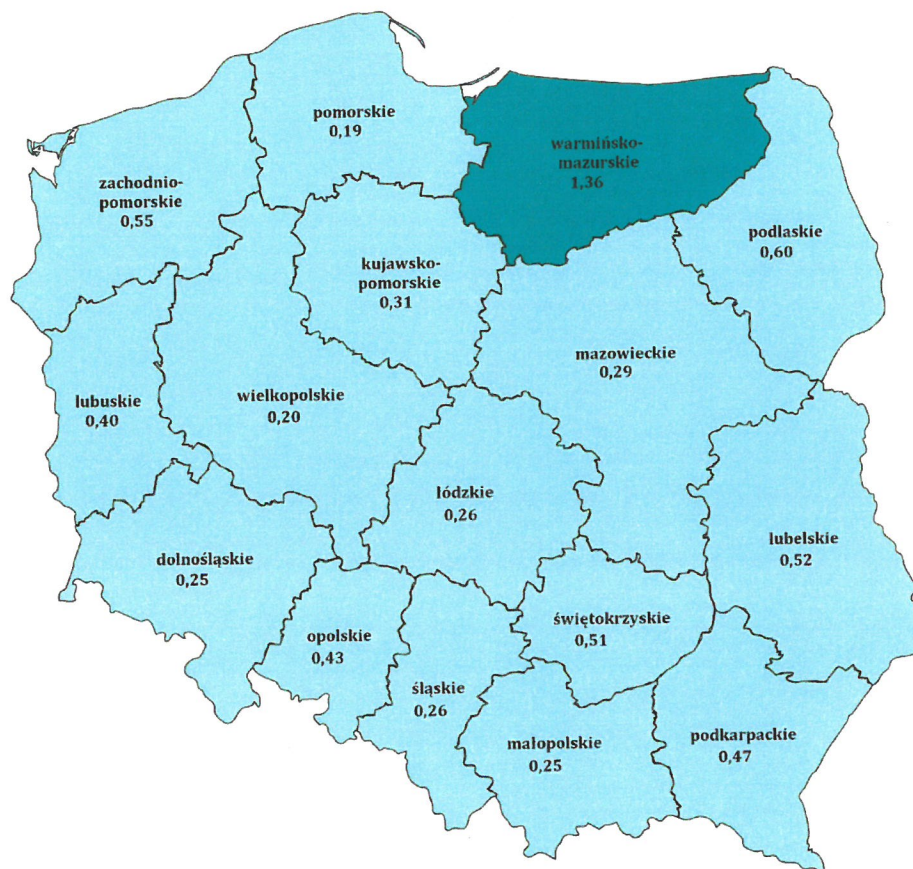 pomorskie
0,19
warmińsko-
mazurskie
1,36
zachodnio-
pomorskie
0,55
podlaskie
0,60
kujawsko-
pomorskie
0,31
mazowieckie
0,29
lubuskie
0,40
wielkopolskie
0,20
łódzkie
0,26
lubelskie
0,52
dolnośląskie
0,25
opolskie
0,43
świętokrzyskie
0,51
śląskie
0,26
małopolskie
0,25
podkarpackie
0,47